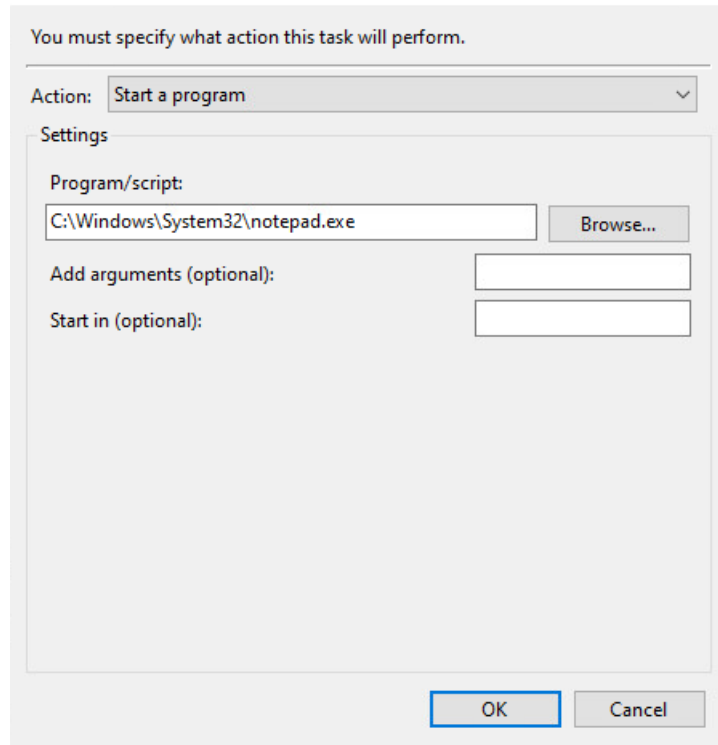 You must specify what action this task will perform.
Action: Start a program
Settings
Program/script:
C:\Windows\System32\notepad.exe Browse...
Add arguments (optional):
Start in (optional):
OK Cancel